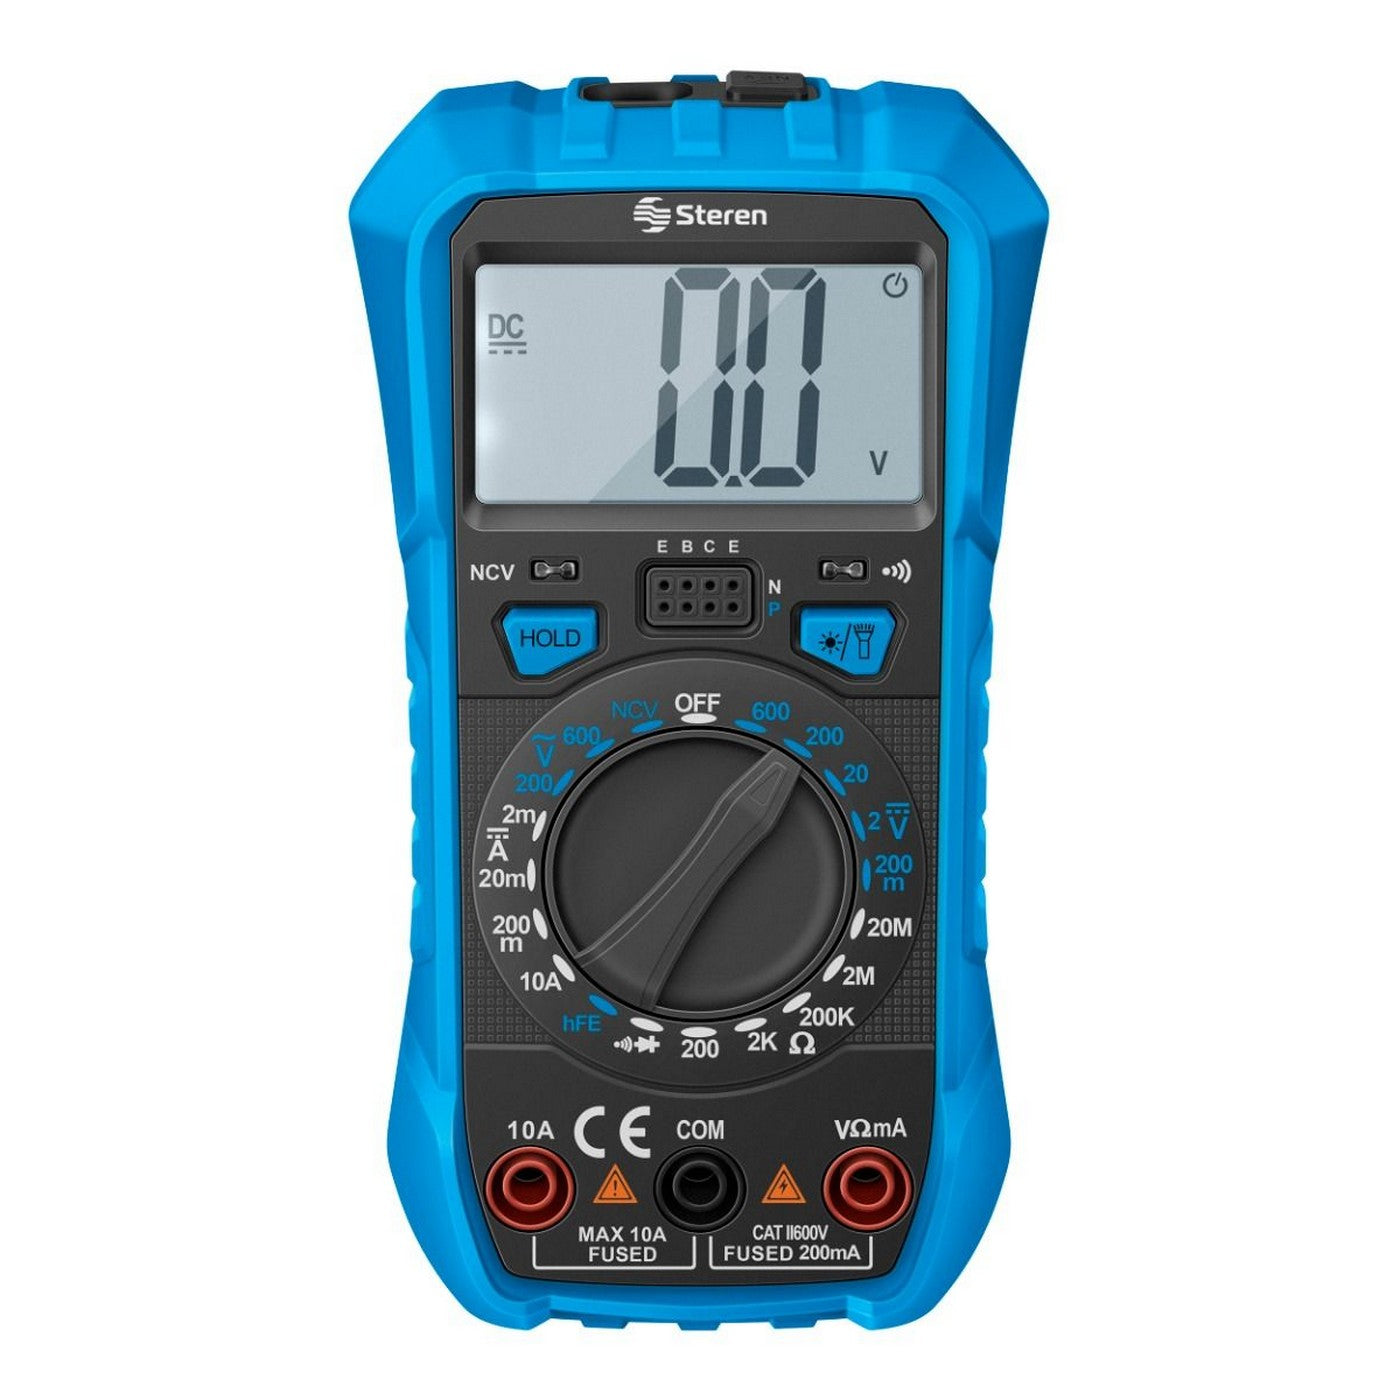 Steren
DC
0.0
V
E B C E
NCV
N
P
HOLD
OFF
NCV
600
600
200
V
200
20
2m
2 V
A
200
m
20m
200
m
20M
10A
2M
hFE
200K
200
2K Ω
10A
CE
COM
VΩmA
MAX 10A
FUSED
CAT II600V
FUSED 200mA